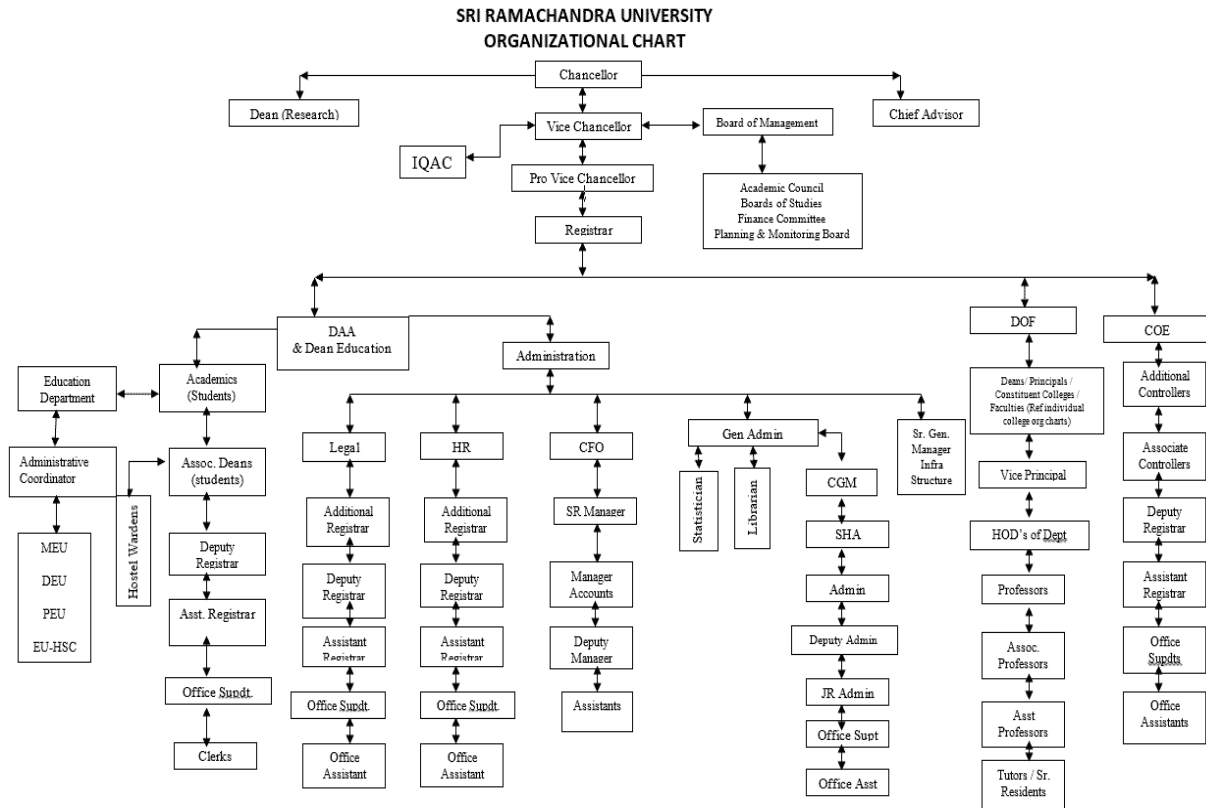 SRI RAMACHANDRA UNIVERSITY
ORGANIZATIONAL CHART
Chancellor
Dean (Research)
Chief Advisor
Vice Chancellor
Board of Management
IQAC
Pro Vice Chancellor
Academic Council
Boards of Studies
Finance Committee
Planning & Monitoring Board
Registrar
DAA
& Dean Education
Administration
DOF
COE
Education
Department
Academics
(Students)
Administrative
Coordinator
Assoc. Deans
(students)
Hostel Wardens
MEU
DEU
PEU
EU-HSC
Deputy
Registrar
Asst. Registrar
Office Supdt.
Clerks
Legal
Additional
Registrar
Deputy
Registrar
Assistant
Registrar
Office Supdt.
Office
Assistant
HR
Additional
Registrar
Deputy
Registrar
Assistant
Registrar
Office Supdt.
Office
Assistant
CFO
SR Manager
Manager
Accounts
Deputy
Manager
Assistants
Gen Admin
Statistician
Librarian
CGM
SHA
Admin
Deputy Admin
JR Admin
Office Supt
Office Asst
Sr. Gen.
Manager
Infra
Structure
Deans/ Principals /
Constituent Colleges /
Faculties (Ref individual
college org charts)
Vice Principal
HOD's of Dept
Professors
Assoc.
Professors
Asst
Professors
Tutors / Sr.
Residents
Additional
Controllers
Associate
Controllers
Deputy
Registrar
Assistant
Registrar
Office
Supdts
Office
Assistants